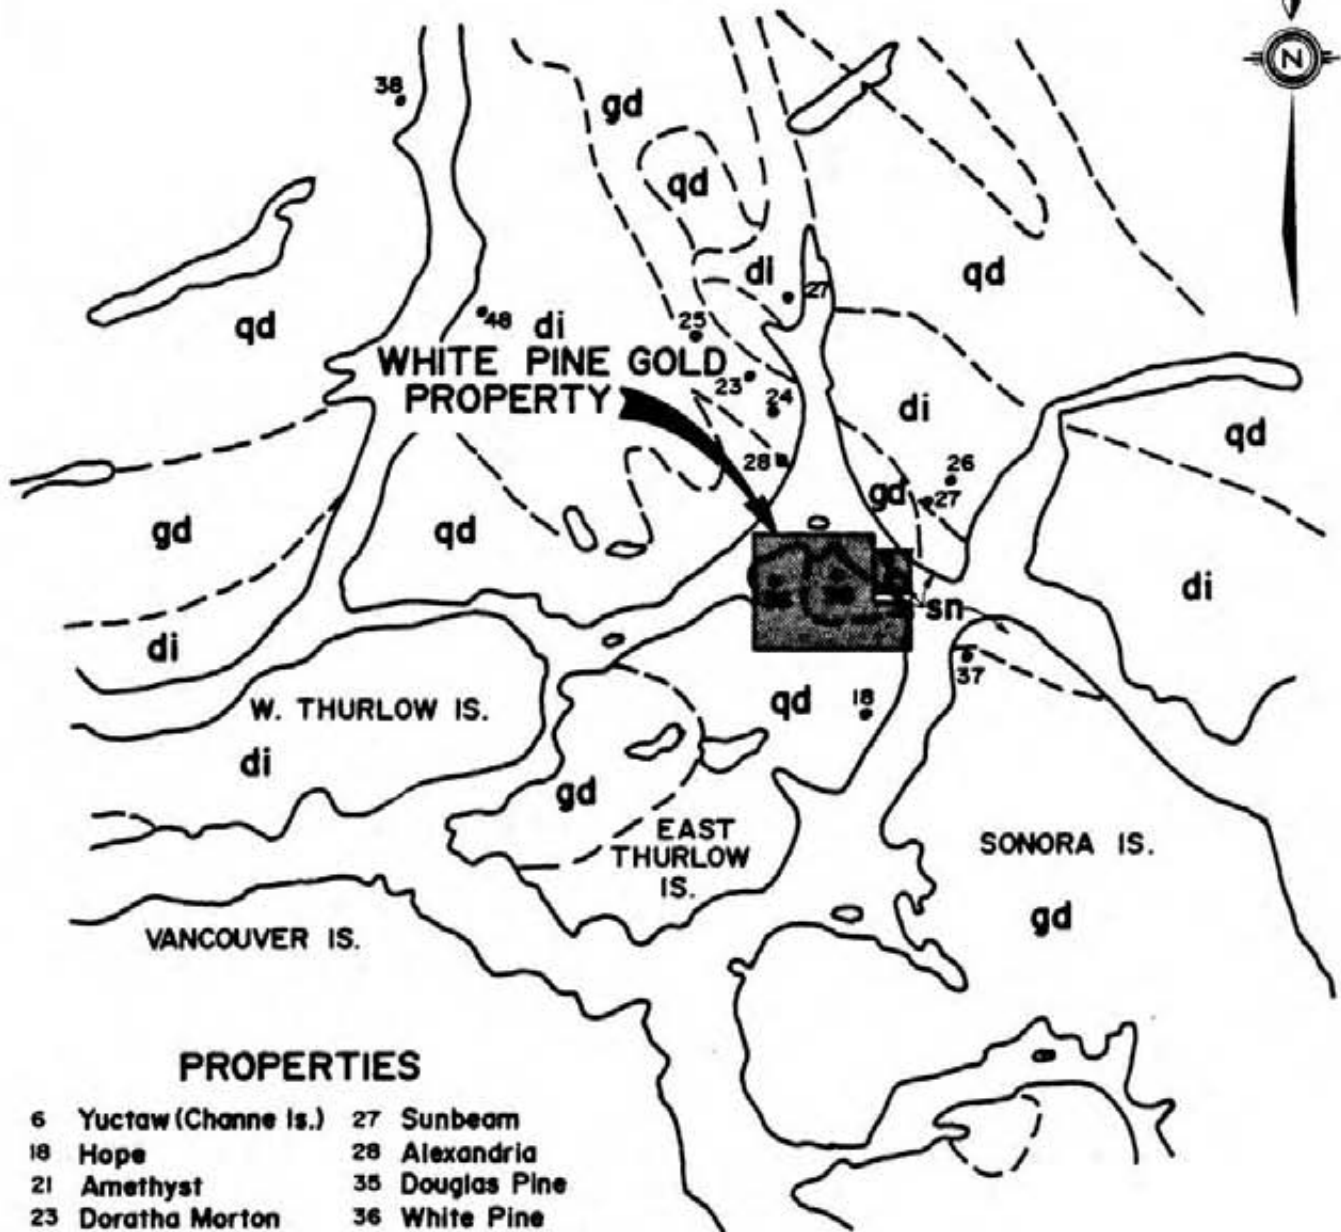 N
38
gd
qd
di
27
qd
qd
48
di
25
WHITE PINE GOLD
PROPERTY
23
24
di
qd
28
26
gd
27
gd
qd
di
sn
di
37
W. THURLOW IS.
qd
18
di
gd
EAST
THURLOW
IS.
SONORA IS.
gd
VANCOUVER IS.
PROPERTIES
6 Yuctaw (Channe Is.) 27 Sunbeam
18 Hope 28 Alexandria
21 Amethyst 35 Douglas Pine
23 Doratha Morton 36 White Pine